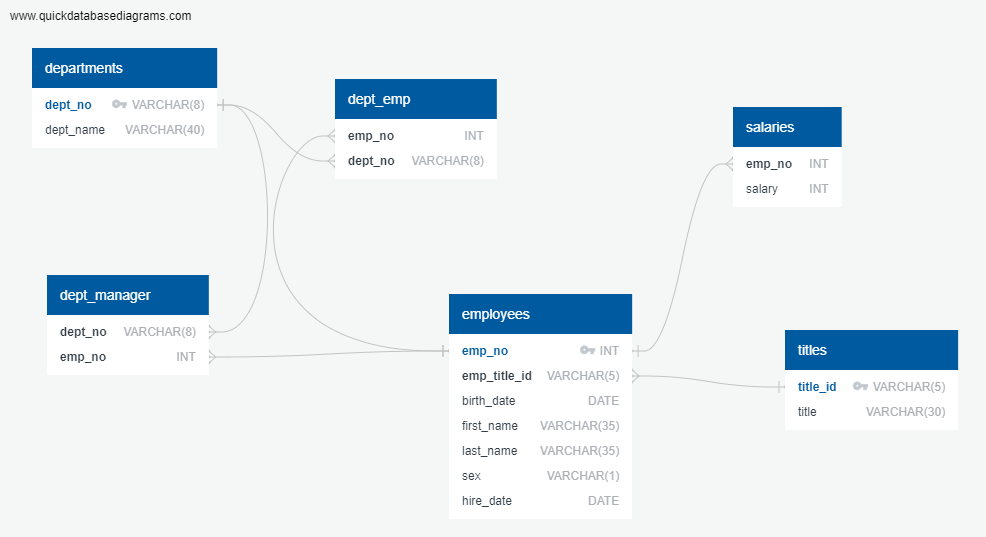 www.quickdatabasediagrams.com
departments
dept_no VARCHAR(8)
dept_name VARCHAR(40)
dept_emp
emp_no INT
dept_no VARCHAR(8)
salaries
emp_no INT
salary INT
dept_manager
dept_no VARCHAR(8)
emp_no INT
employees
emp_no INT
emp_title_id VARCHAR(5)
birth_date DATE
first_name VARCHAR(35)
last_name VARCHAR(35)
sex VARCHAR(1)
hire_date DATE
titles
title_id VARCHAR(5)
title VARCHAR(30)